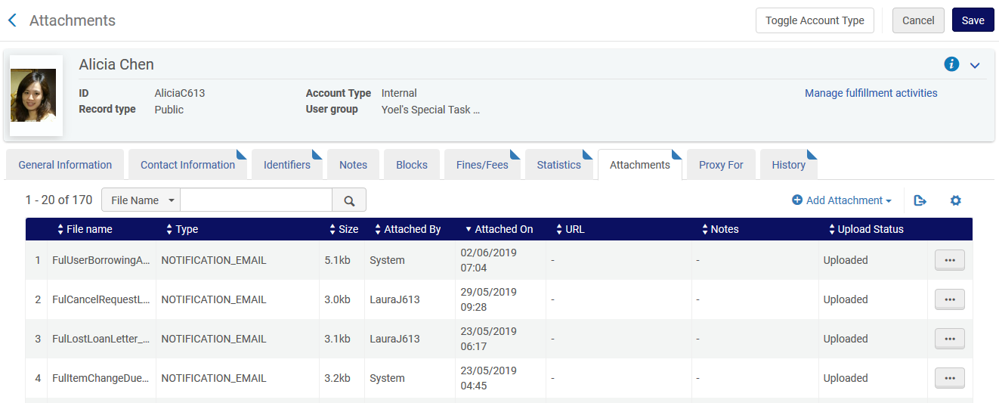 Attachments
Toggle Account Type
Cancel
Save
Alicia Chen
ID AliciaC613 Account Type Internal Manage fulfillment activities
Record type Public User group Yoel's Special Task ...
General Information Contact Information Identifiers Notes Blocks Fines/Fees Statistics Attachments Proxy For History
1 - 20 of 170 File Name Add Attachment
File name Type Size Attached By Attached On URL Notes Upload Status
1 FulUserBorrowingA... NOTIFICATION_EMAIL 5.1kb System 02/06/2019 07:04 - - Uploaded
2 FulCancelRequestL... NOTIFICATION_EMAIL 3.0kb LauraJ613 29/05/2019 09:28 - - Uploaded
3 FulLostLoanLetter_... NOTIFICATION_EMAIL 3.1kb LauraJ613 23/05/2019 06:17 - - Uploaded
4 FulItemChangeDue... NOTIFICATION_EMAIL 3.2kb System 23/05/2019 04:45 - - Uploaded